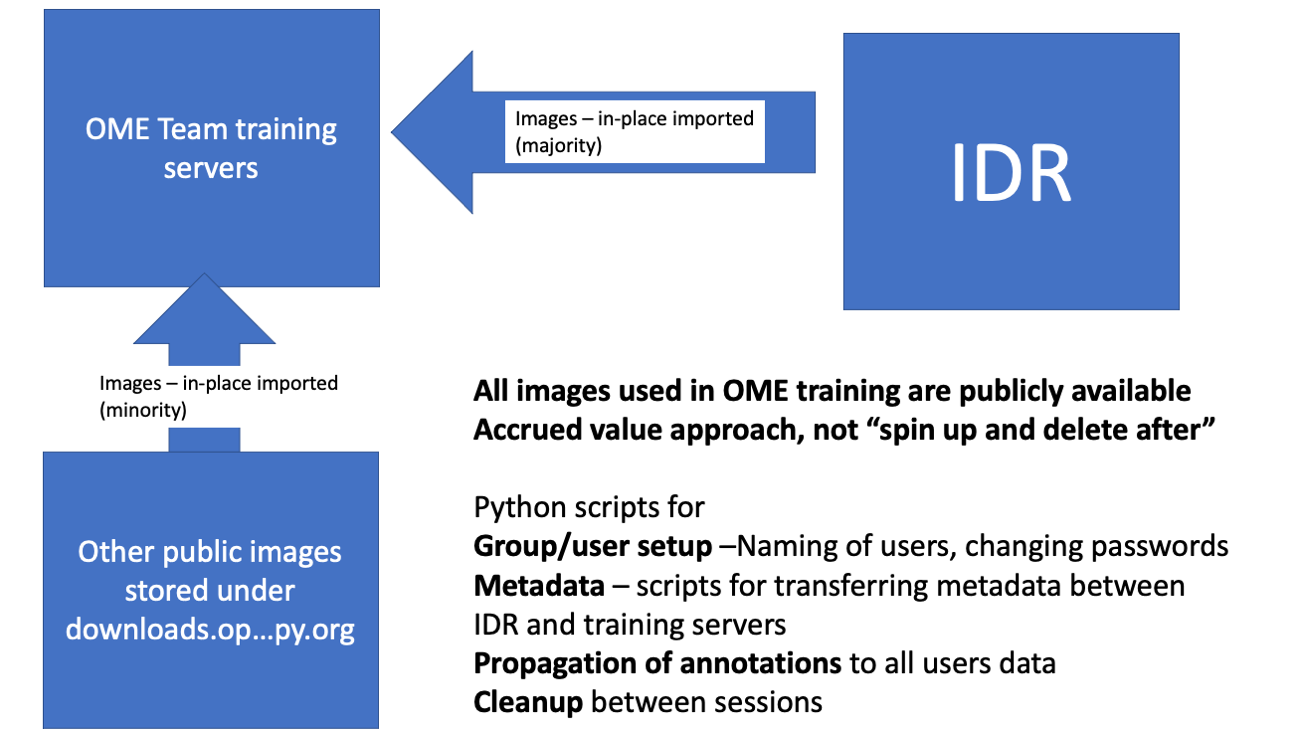 OME Team training
servers
Images – in-place imported
(majority)
IDR
Images – in-place imported
(minority)
Other public images
stored under
downloads.op...py.org
All images used in OME training are publicly available
Accrued value approach, not “spin up and delete after”
Python scripts for
Group/user setup –Naming of users, changing passwords
Metadata – scripts for transferring metadata between
IDR and training servers
Propagation of annotations to all users data
Cleanup between sessions